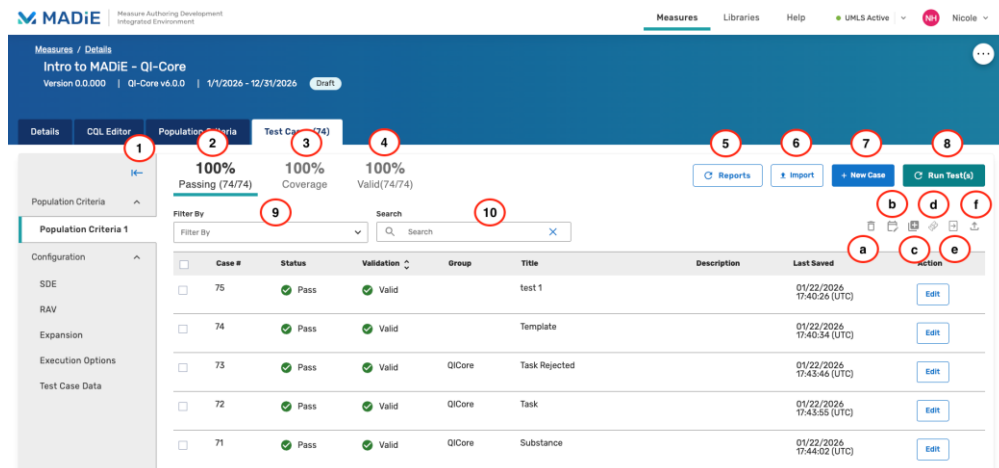 MADiE
Measure Authoring Development
Integrated Environment
Measures Libraries Help UMLS Active NH Nicole
Measures / Details
Intro to MADiE - QI-Core
Version 0.0.000 | QI-Core v6.0.0 | 1/1/2026 - 12/31/2026 Draft
Details CQL Editor Population Criteria Test Cases (74)
1 2 3 4 5 6 7 8
100% 100% 100%
Passing (74/74) Coverage Valid(74/74)
Reports Import + New Case Run Test(s)
Population Criteria
Population Criteria 1
Configuration
SDE
RAV
Expansion
Execution Options
Test Case Data
Filter By 9 Search 10
Filter By Search
b d f
a c e
Case # Status Validation Group Title Description Last Saved Action
75 Pass Valid test 1 01/22/2026
17:40:26 (UTC) Edit
74 Pass Valid Template 01/22/2026
17:40:34 (UTC) Edit
73 Pass Valid QICore Task Rejected 01/22/2026
17:43:46 (UTC) Edit
72 Pass Valid QICore Task 01/22/2026
17:43:55 (UTC) Edit
71 Pass Valid QICore Substance 01/22/2026
17:44:02 (UTC) Edit